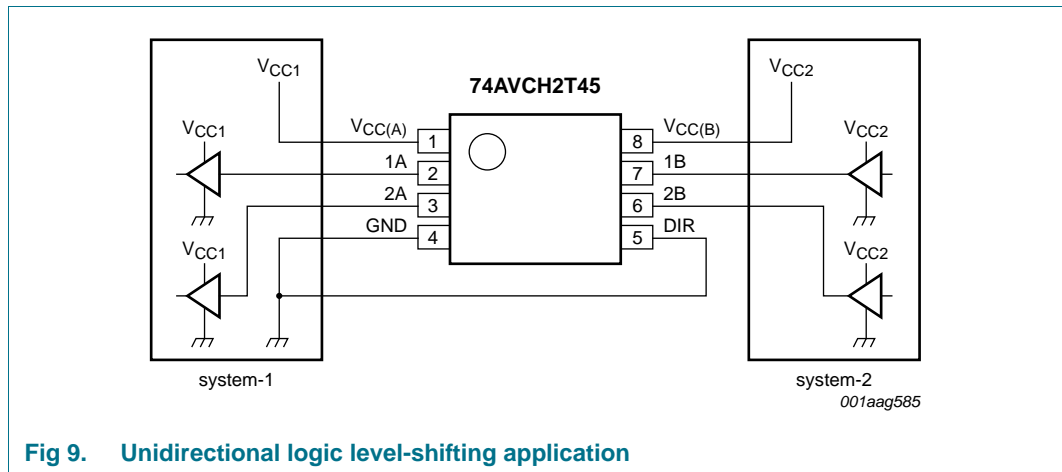 VCC1
VCC2
74AVCH2T45
VCC1
VCC(A)
1
8
VCC(B)
VCC2
1A
2
7
1B
2A
3
6
2B
VCC1
GND
4
5
DIR
VCC2
system-1
system-2
001aag585
Fig 9. Unidirectional logic level-shifting application